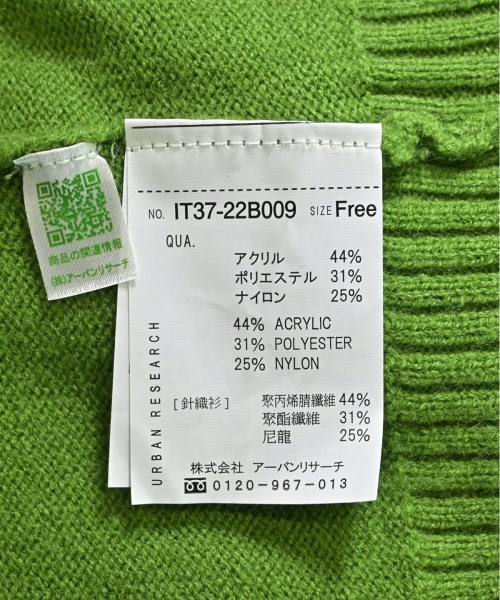 商品の関連情報
(株)アーバンリサーチ
NO. IT37-22B009 SIZE Free
QUA.
アクリル 44%
ポリエステル 31%
ナイロン 25%
44% ACRYLIC
31% POLYESTER
25% NYLON
URBAN RESEARCH
[針織衫] 聚丙烯腈纖維 44%
聚酯纖維 31%
尼龍 25%
株式会社 アーバンリサーチ
0120-967-013